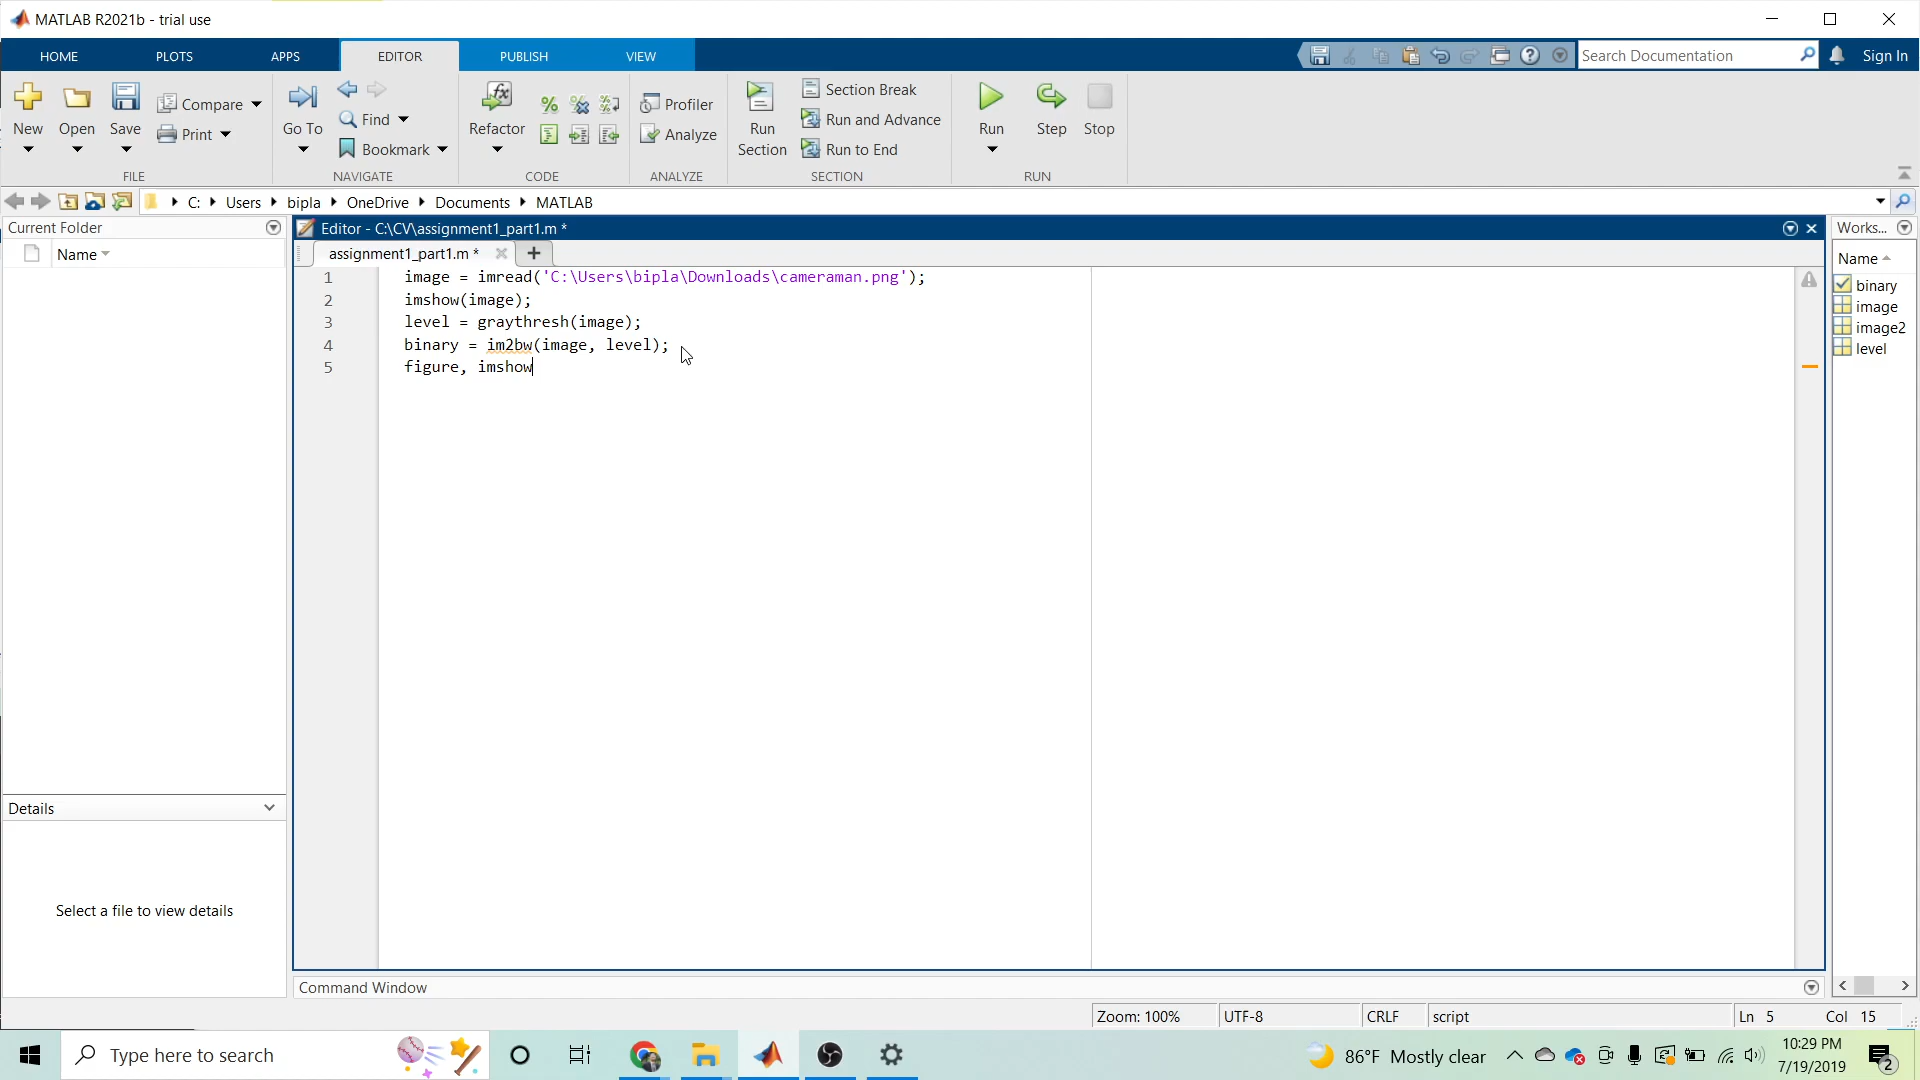 MATLAB R2021b - trial use
HOME PLOTS APPS EDITOR PUBLISH VIEW Search Documentation Sign In
New Open Save Compare Print Go To Find Bookmark Refactor Profiler Analyze Run Section Section Break Run and Advance Run to End Run Step Stop
FILE NAVIGATE CODE ANALYZE SECTION RUN
C: Users bipla OneDrive Documents MATLAB
Current Folder
Name
Editor - C:\CV\assignment1_part1.m *
assignment1_part1.m *
1 image = imread('C:\Users\bipla\Downloads\cameraman.png');
2 imshow(image);
3 level = graythresh(image);
4 binary = im2bw(image, level);
5 figure, imshow
Works...
Name
binary
image
image2
level
Details
Select a file to view details
Command Window
Zoom: 100% UTF-8 CRLF script Ln 5 Col 15
Type here to search
86°F Mostly clear
10:29 PM
7/19/2019
2